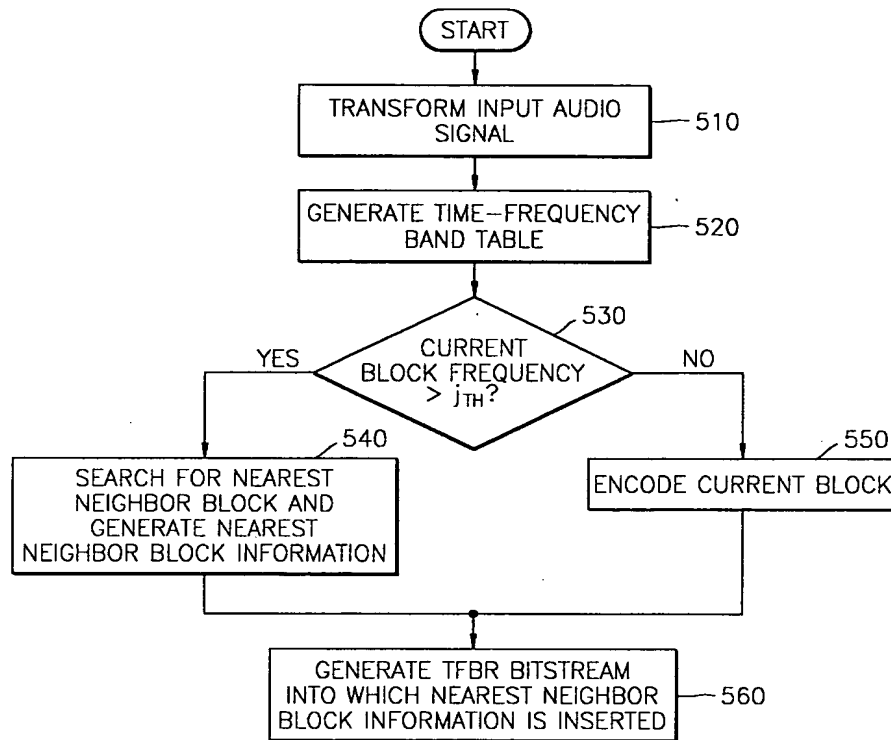 START
TRANSFORM INPUT AUDIO
SIGNAL
510
GENERATE TIME-FREQUENCY
BAND TABLE
520
530
CURRENT
BLOCK FREQUENCY
> jTH?
YES
NO
540
SEARCH FOR NEAREST
NEIGHBOR BLOCK AND
GENERATE NEAREST
NEIGHBOR BLOCK INFORMATION
550
ENCODE CURRENT BLOCK
GENERATE TFBR BITSTREAM
INTO WHICH NEAREST NEIGHBOR
BLOCK INFORMATION IS INSERTED
560